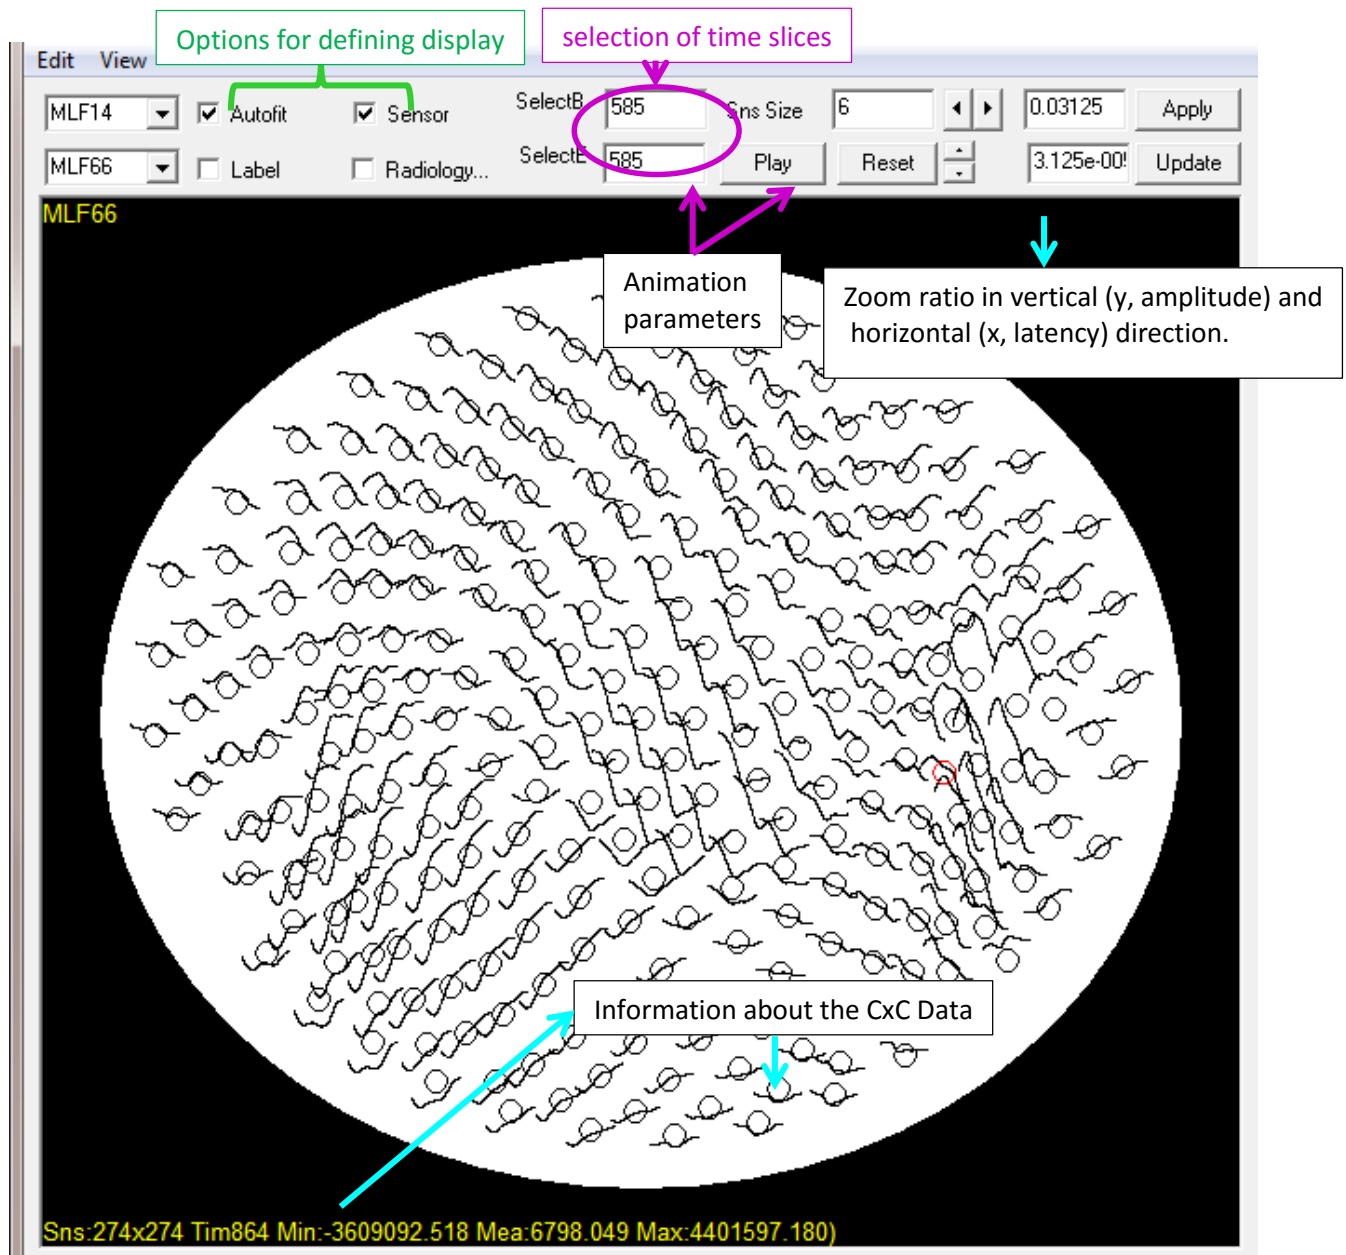 Options for defining display
selection of time slices
Edit View
MLF14 Autofit Sensor SelectB 585 Sns Size 6 0.03125 Apply
MLF66 Label Radiology... SelectE 585 Play Reset 3.125e-00 Update
MLF66
Animation
parameters
Zoom ratio in vertical (y, amplitude) and
horizontal (x, latency) direction.
Information about the CxC Data
Sns:274x274 Tim864 Min:-3609092.518 Mea:6798.049 Max:4401597.180)